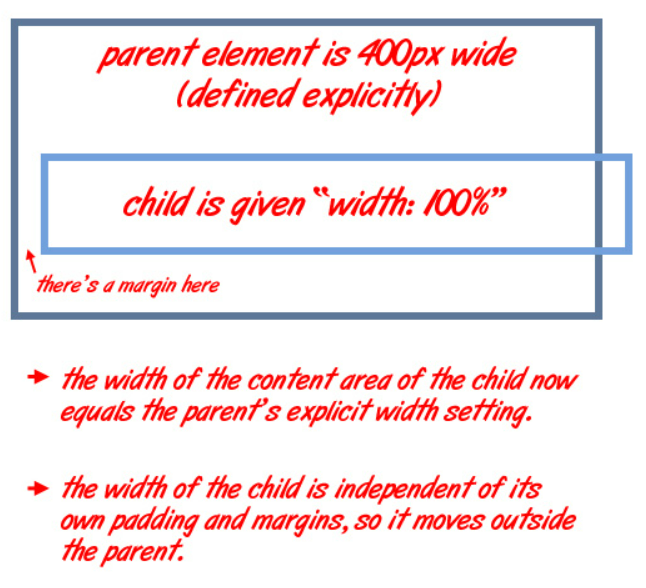 parent element is 400px wide
(defined explicitly)
child is given “width: 100%”
there's a margin here
the width of the content area of the child now
equals the parent's explicit width setting.
the width of the child is independent of its
own padding and margins, so it moves outside
the parent.